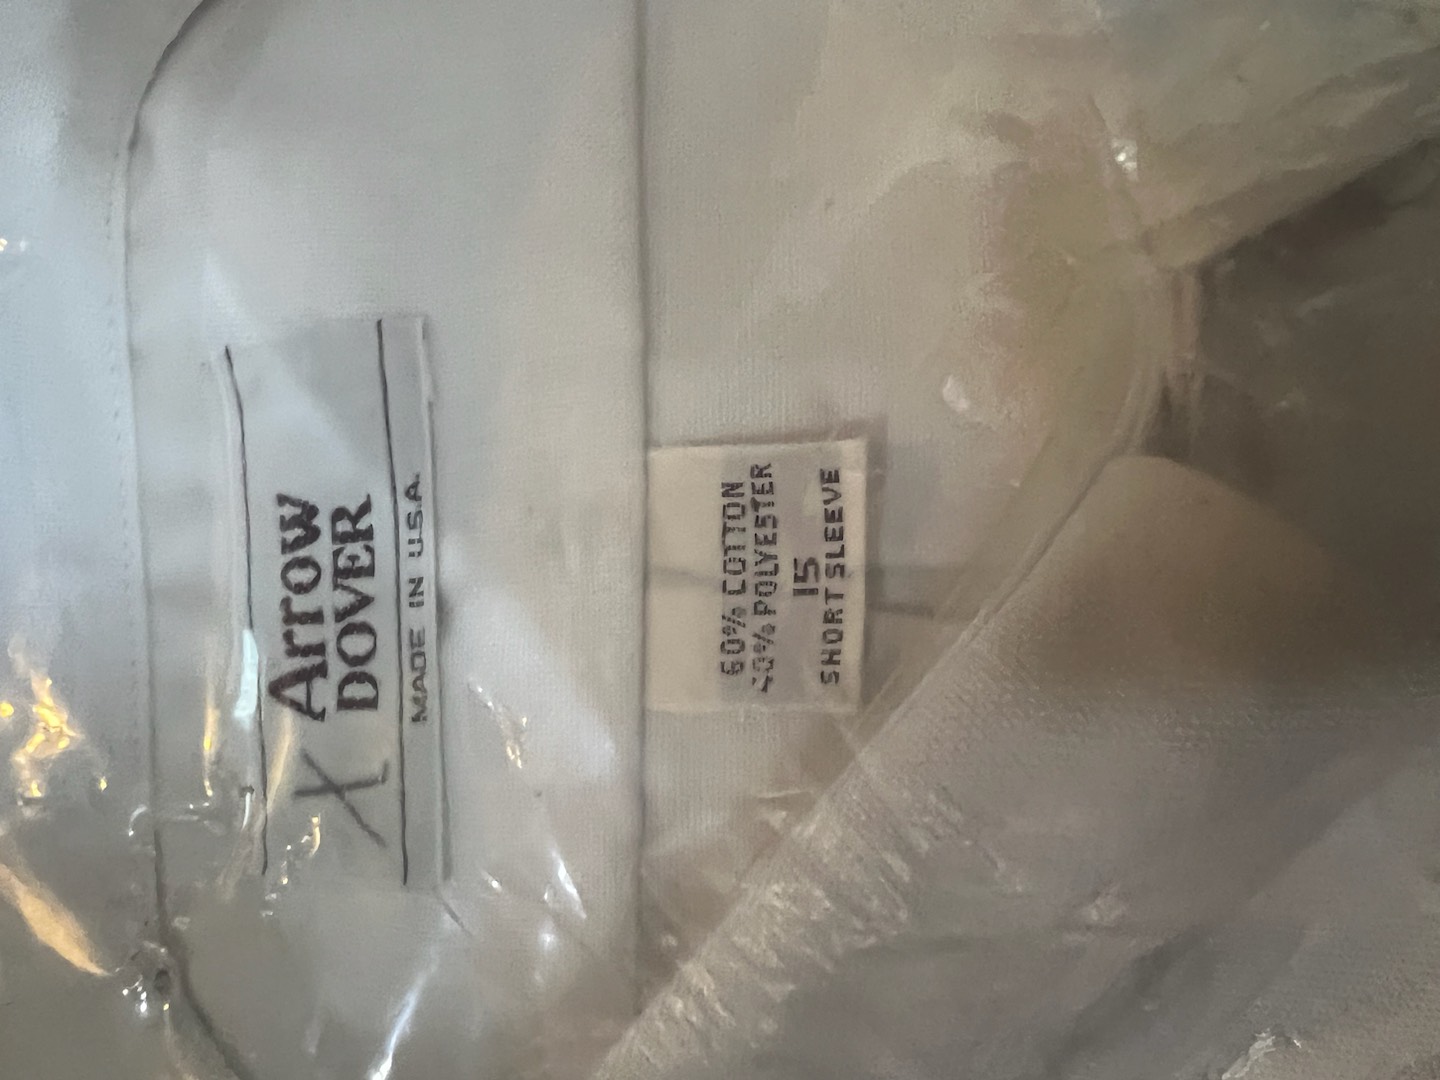 Arrow
DOVER
MADE IN U.S.A.
60% COTTON
40% POLYESTER
15
SHORT SLEEVE